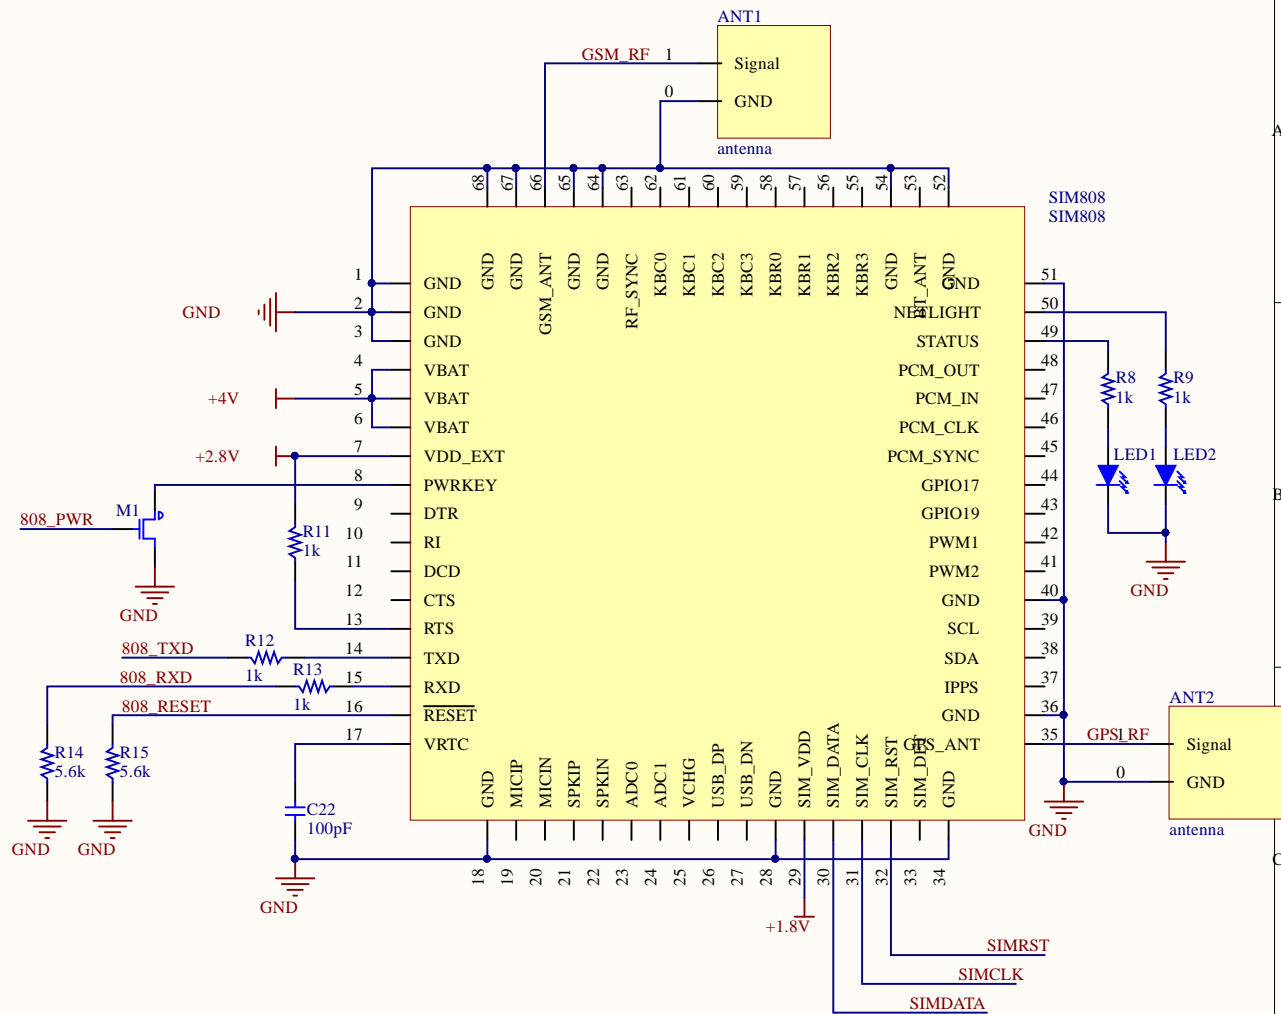 ANT1
GSM_RF 1 Signal
0 GND
antenna
A
68 67 66 65 64 63 62 61 60 59 58 57 56 55 54 53 52
SIM808
SIM808
GND GND GSM_ANT GND GND RF_SYNC KBC0 KBC1 KBC2 KBC3 KBR0 KBR1 KBR2 KBR3 GND BT_ANT GND
1 GND GND 51
GND 2 GND NETLIGHT 50
3 GND STATUS 49
4 VBAT PCM_OUT 48
+4V 5 VBAT PCM_IN 47
6 VBAT PCM_CLK 46
R8 R9
1k 1k
+2.8V 7 VDD_EXT PCM_SYNC 45
LED1 LED2
8 PWRKEY GPIO17 44
B
808_PWR M1 9 DTR GPIO19 43
R11
1k
10 RI PWM1 42
11 DCD PWM2 41
GND
12 CTS GND 40
GND
13 RTS SCL 39
808_TXD R12 14 TXD SDA 38
1k
808_RXD R13 15 RXD IPPS 37
1k
808_RESET 16 RESET GND 36
17 VRTC GPS_ANT 35
ANT2
GPS_RF 1 Signal
0 GND
antenna
R14 R15
5.6k 5.6k
GND MICIP MICIN SPKIP SPKIN ADC0 ADC1 VCHG USB_DP USB_DN GND SIM_VDD SIM_DATA SIM_CLK SIM_RST SIM_DET GND
C22
100pF
GND GND
GND
C
18 19 20 21 22 23 24 25 26 27 28 29 30 31 32 33 34
GND
+1.8V
SIMRST
SIMCLK
SIMDATA